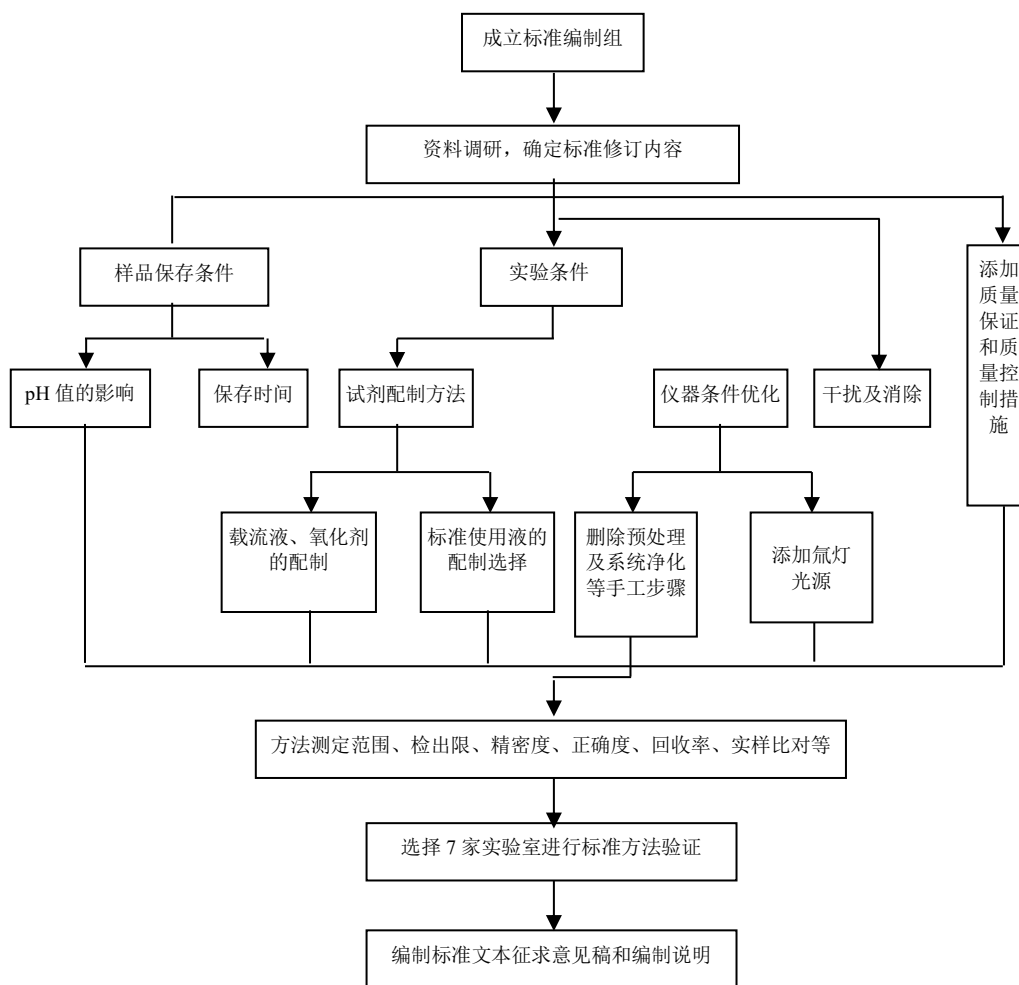 成立标准编制组
资料调研，确定标准修订内容
样品保存条件
实验条件
添加
质量
保证
和质
量控
制措
施
pH 值的影响
保存时间
试剂配制方法
仪器条件优化
干扰及消除
载流液、氧化剂
的配制
标准使用液的
配制选择
删除预处理
及系统净化
等手工步骤
添加氘灯
光源
方法测定范围、检出限、精密度、正确度、回收率、实样比对等
选择 7 家实验室进行标准方法验证
编制标准文本征求意见稿和编制说明